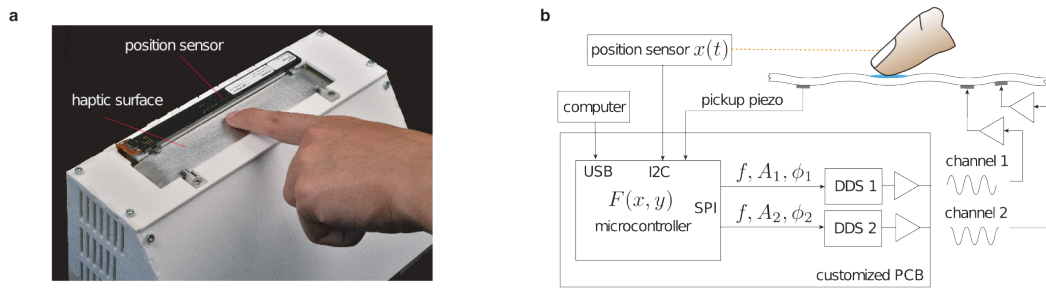 a
position sensor
haptic surface
b
position sensor x(t)
computer
pickup piezo
USB
I2C
F(x, y)
SPI
microcontroller
f, A₁, ϕ₁
f, A₂, ϕ₂
DDS 1
DDS 2
channel 1
channel 2
customized PCB